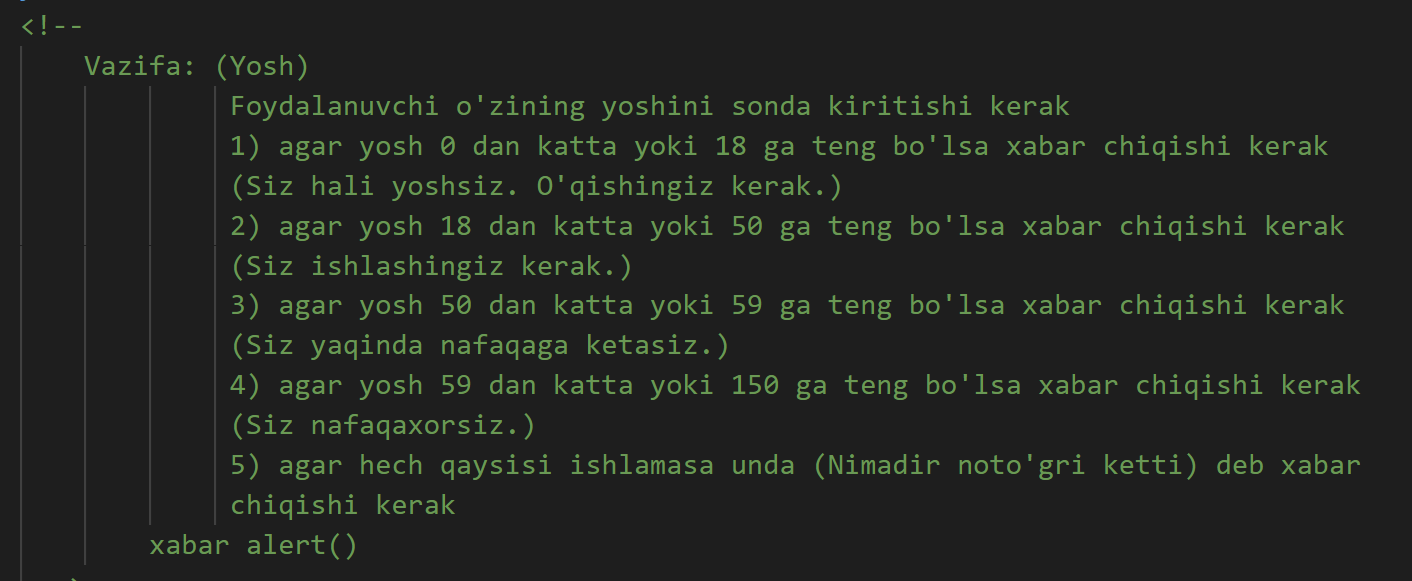 <!--
Vazifa: (Yosh)
Foydalanuvchi o'zining yoshini sonda kiritishi kerak
1) agar yosh 0 dan katta yoki 18 ga teng bo'lsa xabar chiqishi kerak
(Siz hali yoshsiz. O'qishingiz kerak.)
2) agar yosh 18 dan katta yoki 50 ga teng bo'lsa xabar chiqishi kerak
(Siz ishlashingiz kerak.)
3) agar yosh 50 dan katta yoki 59 ga teng bo'lsa xabar chiqishi kerak
(Siz yaqinda nafaqaga ketasiz.)
4) agar yosh 59 dan katta yoki 150 ga teng bo'lsa xabar chiqishi kerak
(Siz nafaqaxorsiz.)
5) agar hech qaysisi ishlamasa unda (Nimadir noto'gri ketti) deb xabar
chiqishi kerak
xabar alert()